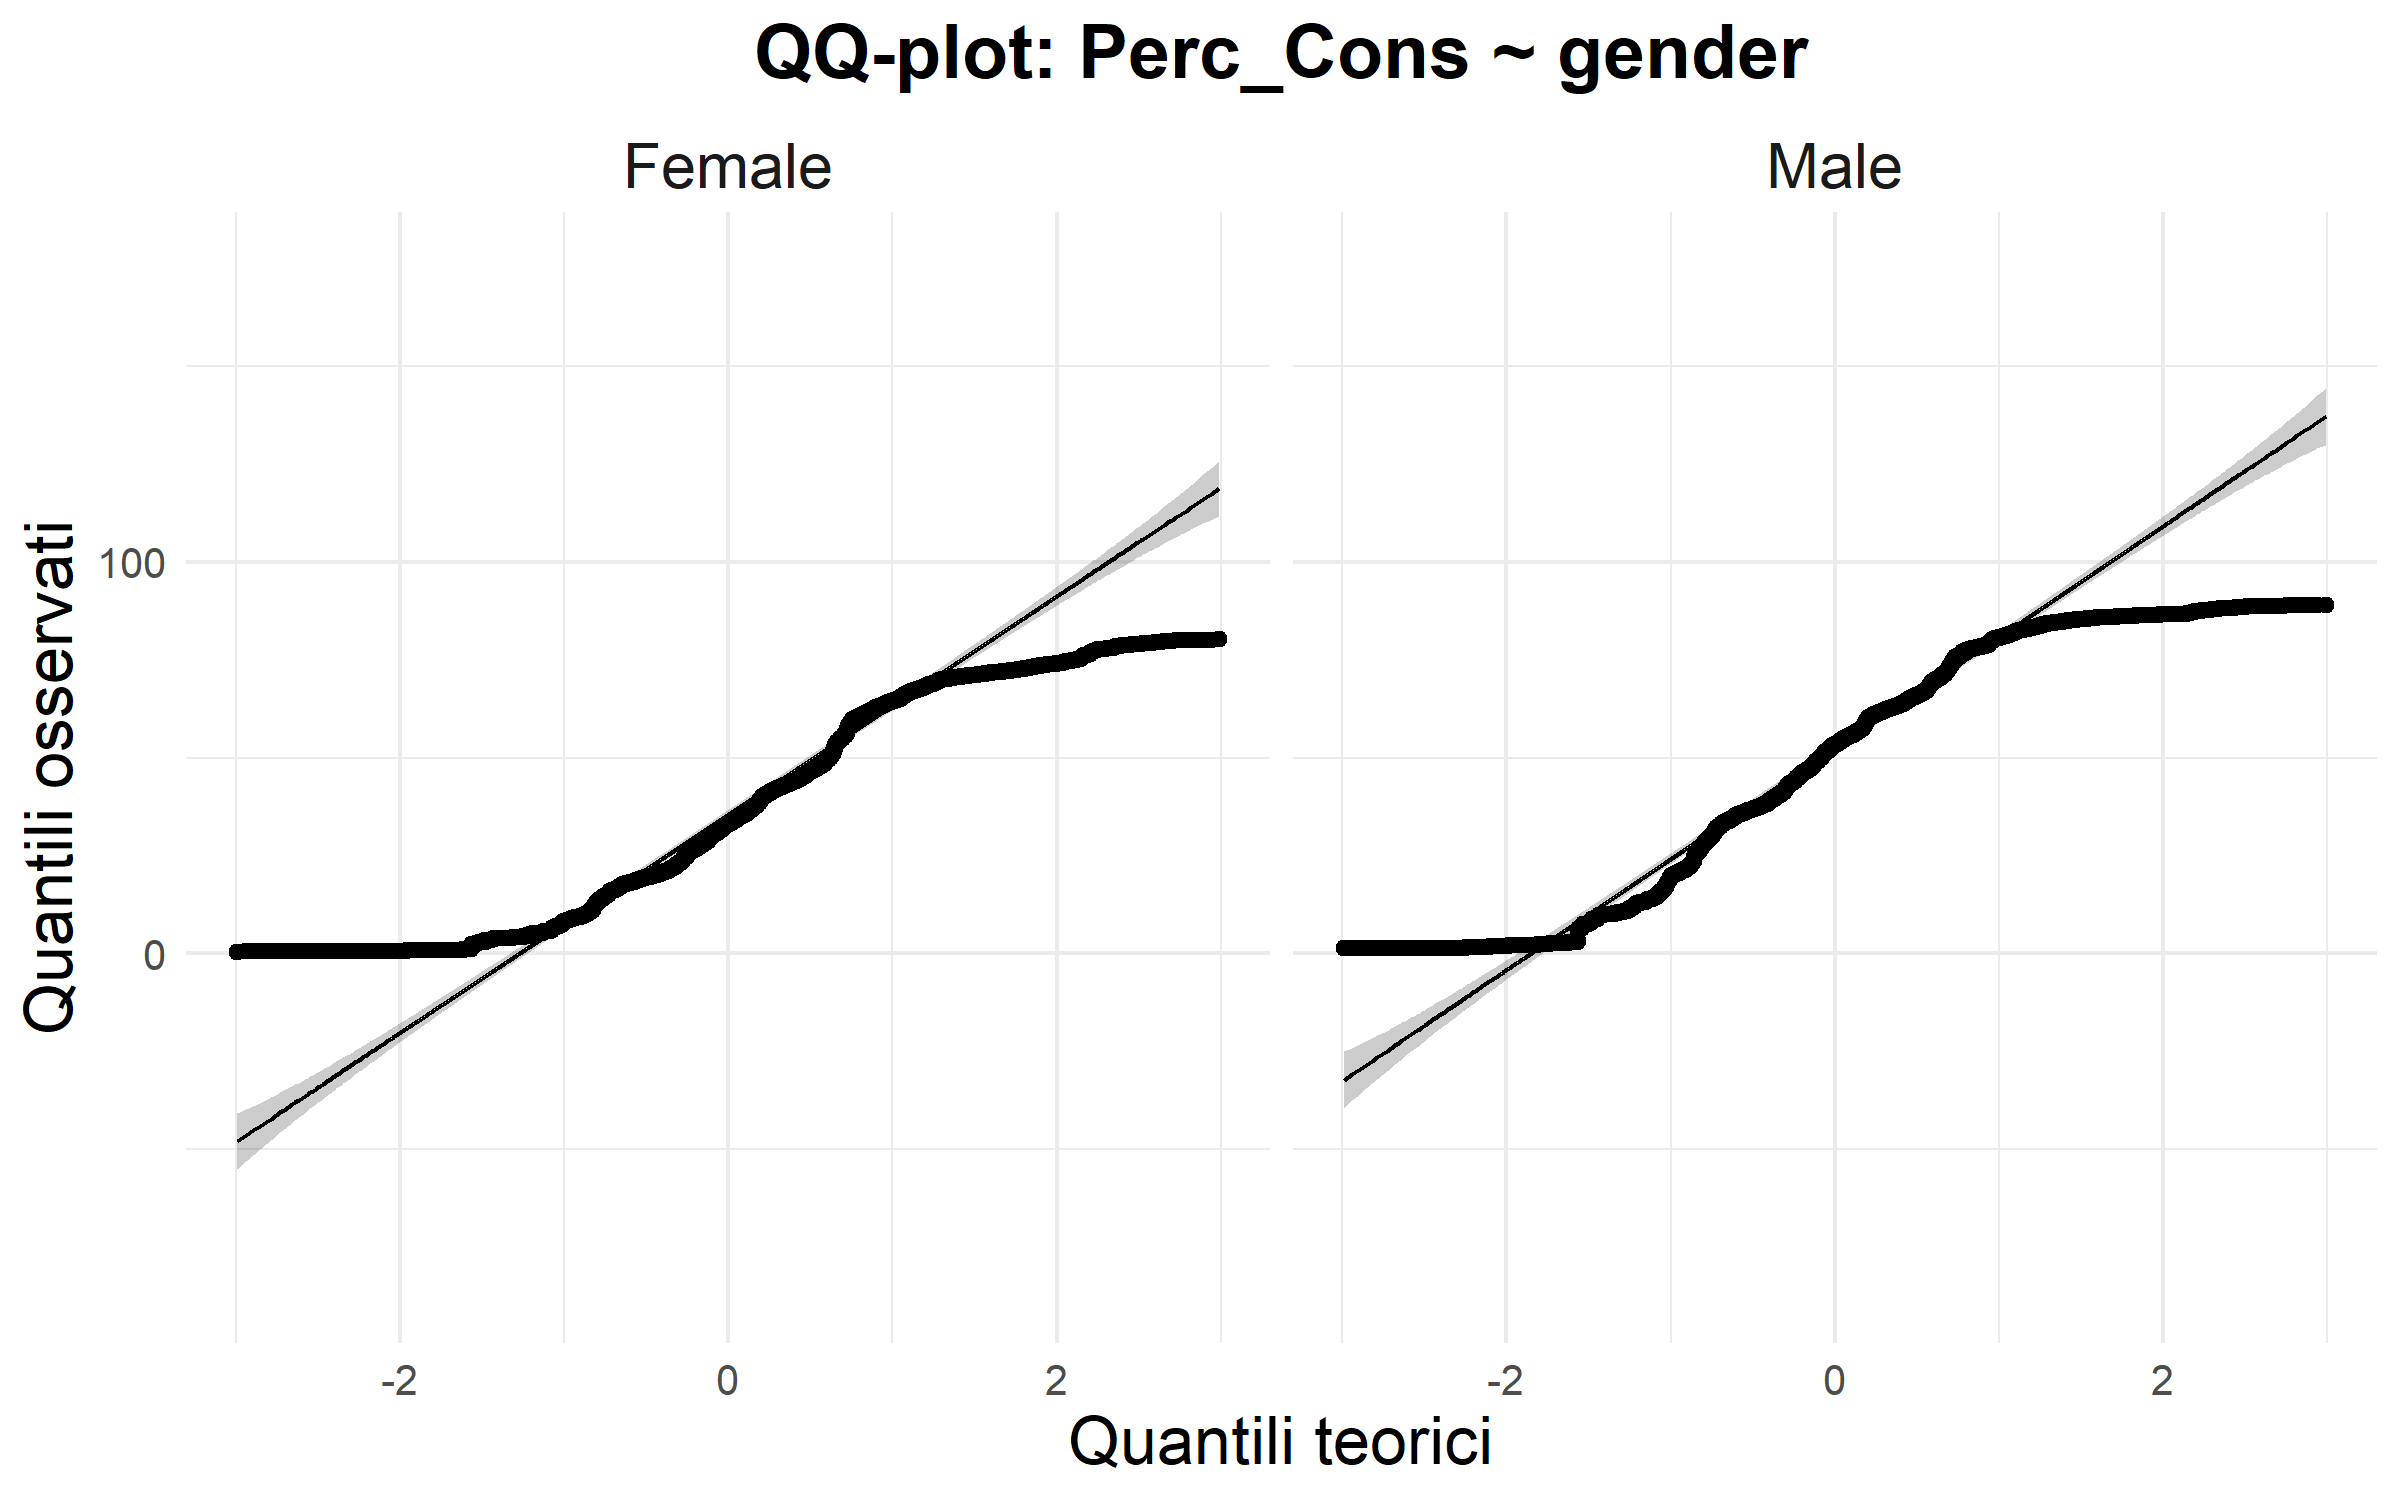 QQ-plot: Perc_Cons ~ gender
Female
Male
Quantili osservati
100
0
-2
0
2
-2
0
2
Quantili teorici